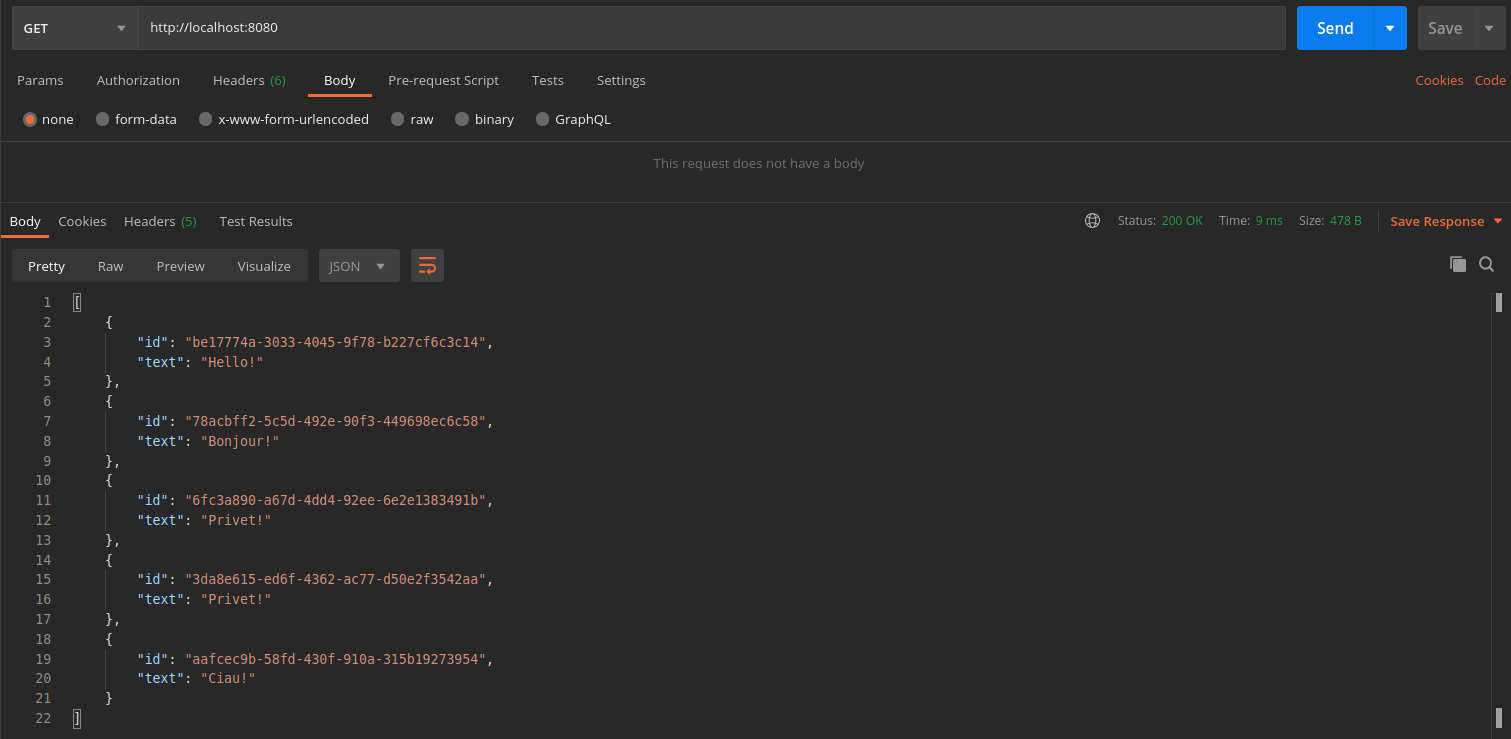 GET http://localhost:8080 Send Save
Params Authorization Headers (6) Body Pre-request Script Tests Settings Cookies Code
none form-data x-www-form-urlencoded raw binary GraphQL
This request does not have a body
Body Cookies Headers (5) Test Results Status: 200 OK Time: 9 ms Size: 478 B Save Response
Pretty Raw Preview Visualize JSON
1 [
2 {
3 "id": "be17774a-3033-4045-9f78-b227cf6c3c14",
4 "text": "Hello!"
5 },
6 {
7 "id": "78acbff2-5c5d-492e-90f3-449698ec6c58",
8 "text": "Bonjour!"
9 },
10 {
11 "id": "6fc3a890-a67d-4dd4-92ee-6e2e1383491b",
12 "text": "Privet!"
13 },
14 {
15 "id": "3da8e615-ed6f-4362-ac77-d50e2f3542aa",
16 "text": "Privet!"
17 },
18 {
19 "id": "aafcec9b-58fd-430f-910a-315b19273954",
20 "text": "Ciau!"
21 }
22 ]